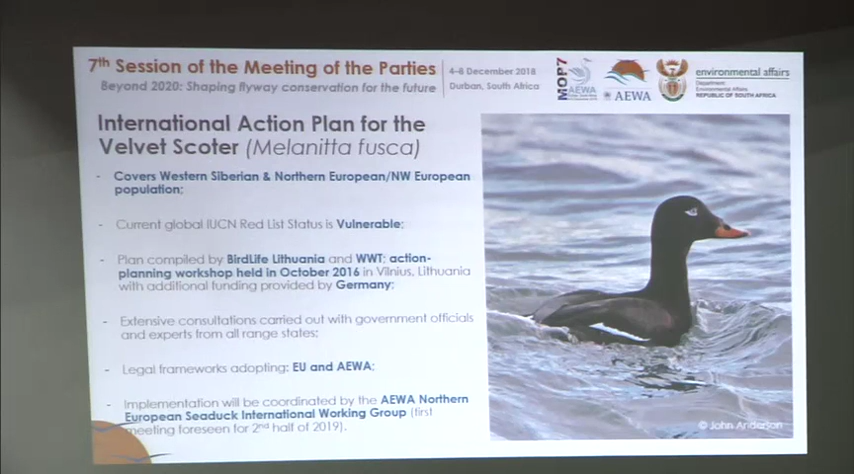 7th Session of the Meeting of the Parties
Beyond 2020: Shaping flyway conservation for the future
4-8 December 2018
Durban, South Africa
MOP7
AEWA
AEWA
environmental affairs
Department:
Environmental Affairs
REPUBLIC OF SOUTH AFRICA
International Action Plan for the
Velvet Scoter (Melanitta fusca)
- Covers Western Siberian & Northern European/NW European
population;
- Current global IUCN Red List Status is Vulnerable;
- Plan compiled by BirdLife Lithuania and WWT; action-
planning workshop held in October 2016 in Vilnius, Lithuania
with additional funding provided by Germany;
- Extensive consultations carried out with government officials
and experts from all range states;
- Legal frameworks adopting: EU and AEWA;
- Implementation will be coordinated by the AEWA Northern
European Seaduck International Working Group (first
meeting foreseen for 2nd half of 2019).
© John Anderson